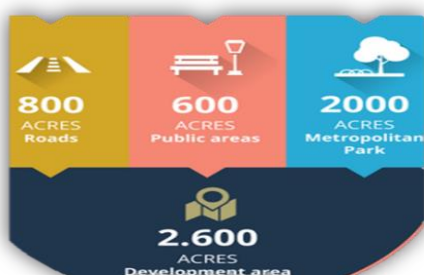 800
ACRES
Roads
600
ACRES
Public areas
2000
ACRES
Metropolitan
Park
2.600
ACRES
Development area